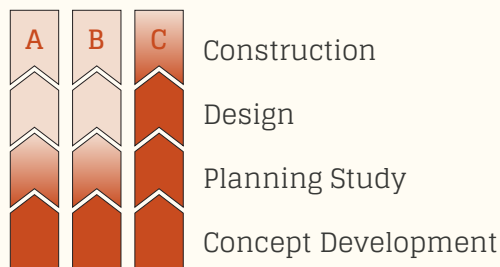 A B C
Construction
Design
Planning Study
Concept Development